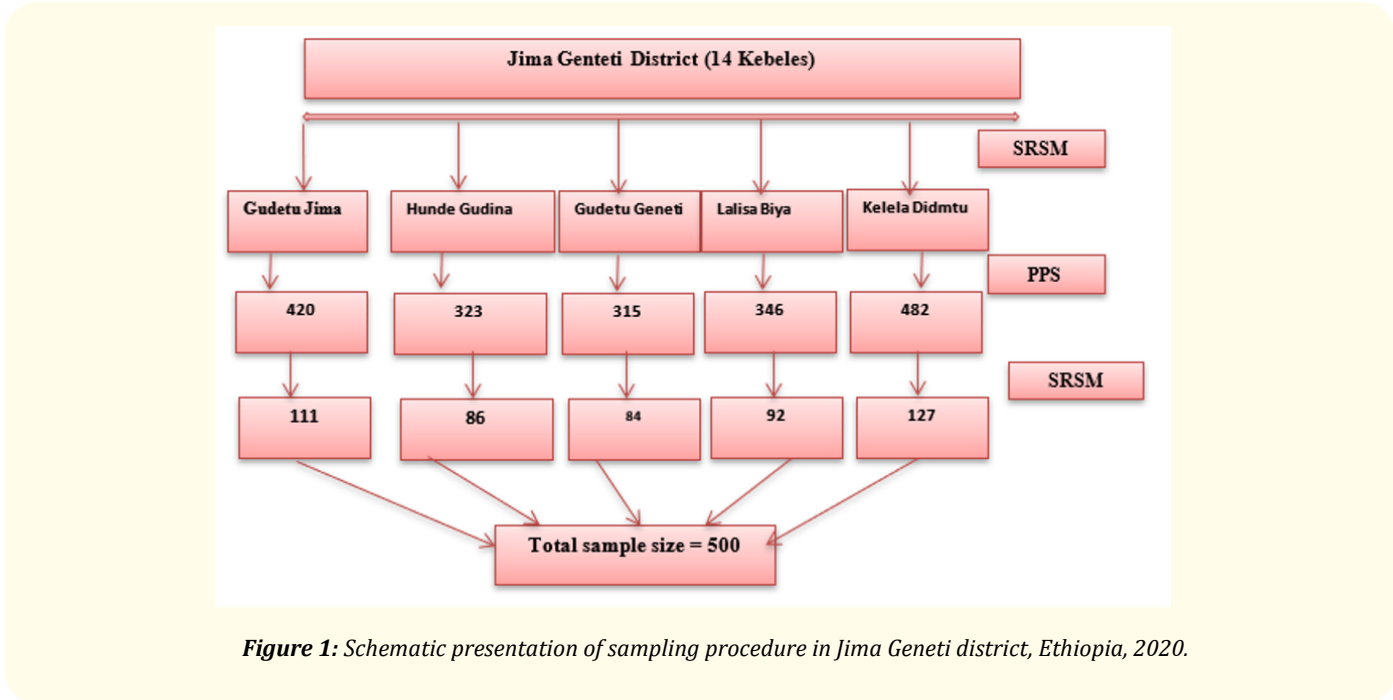 Jima Genteti District (14 Kebeles)
SRSM
Gudetu Jima
Hunde Gudina
Gudetu Geneti
Lalisa Biya
Kelela Didmtu
PPS
420
323
315
346
482
SRSM
111
86
84
92
127
Total sample size = 500
Figure 1: Schematic presentation of sampling procedure in Jima Geneti district, Ethiopia, 2020.